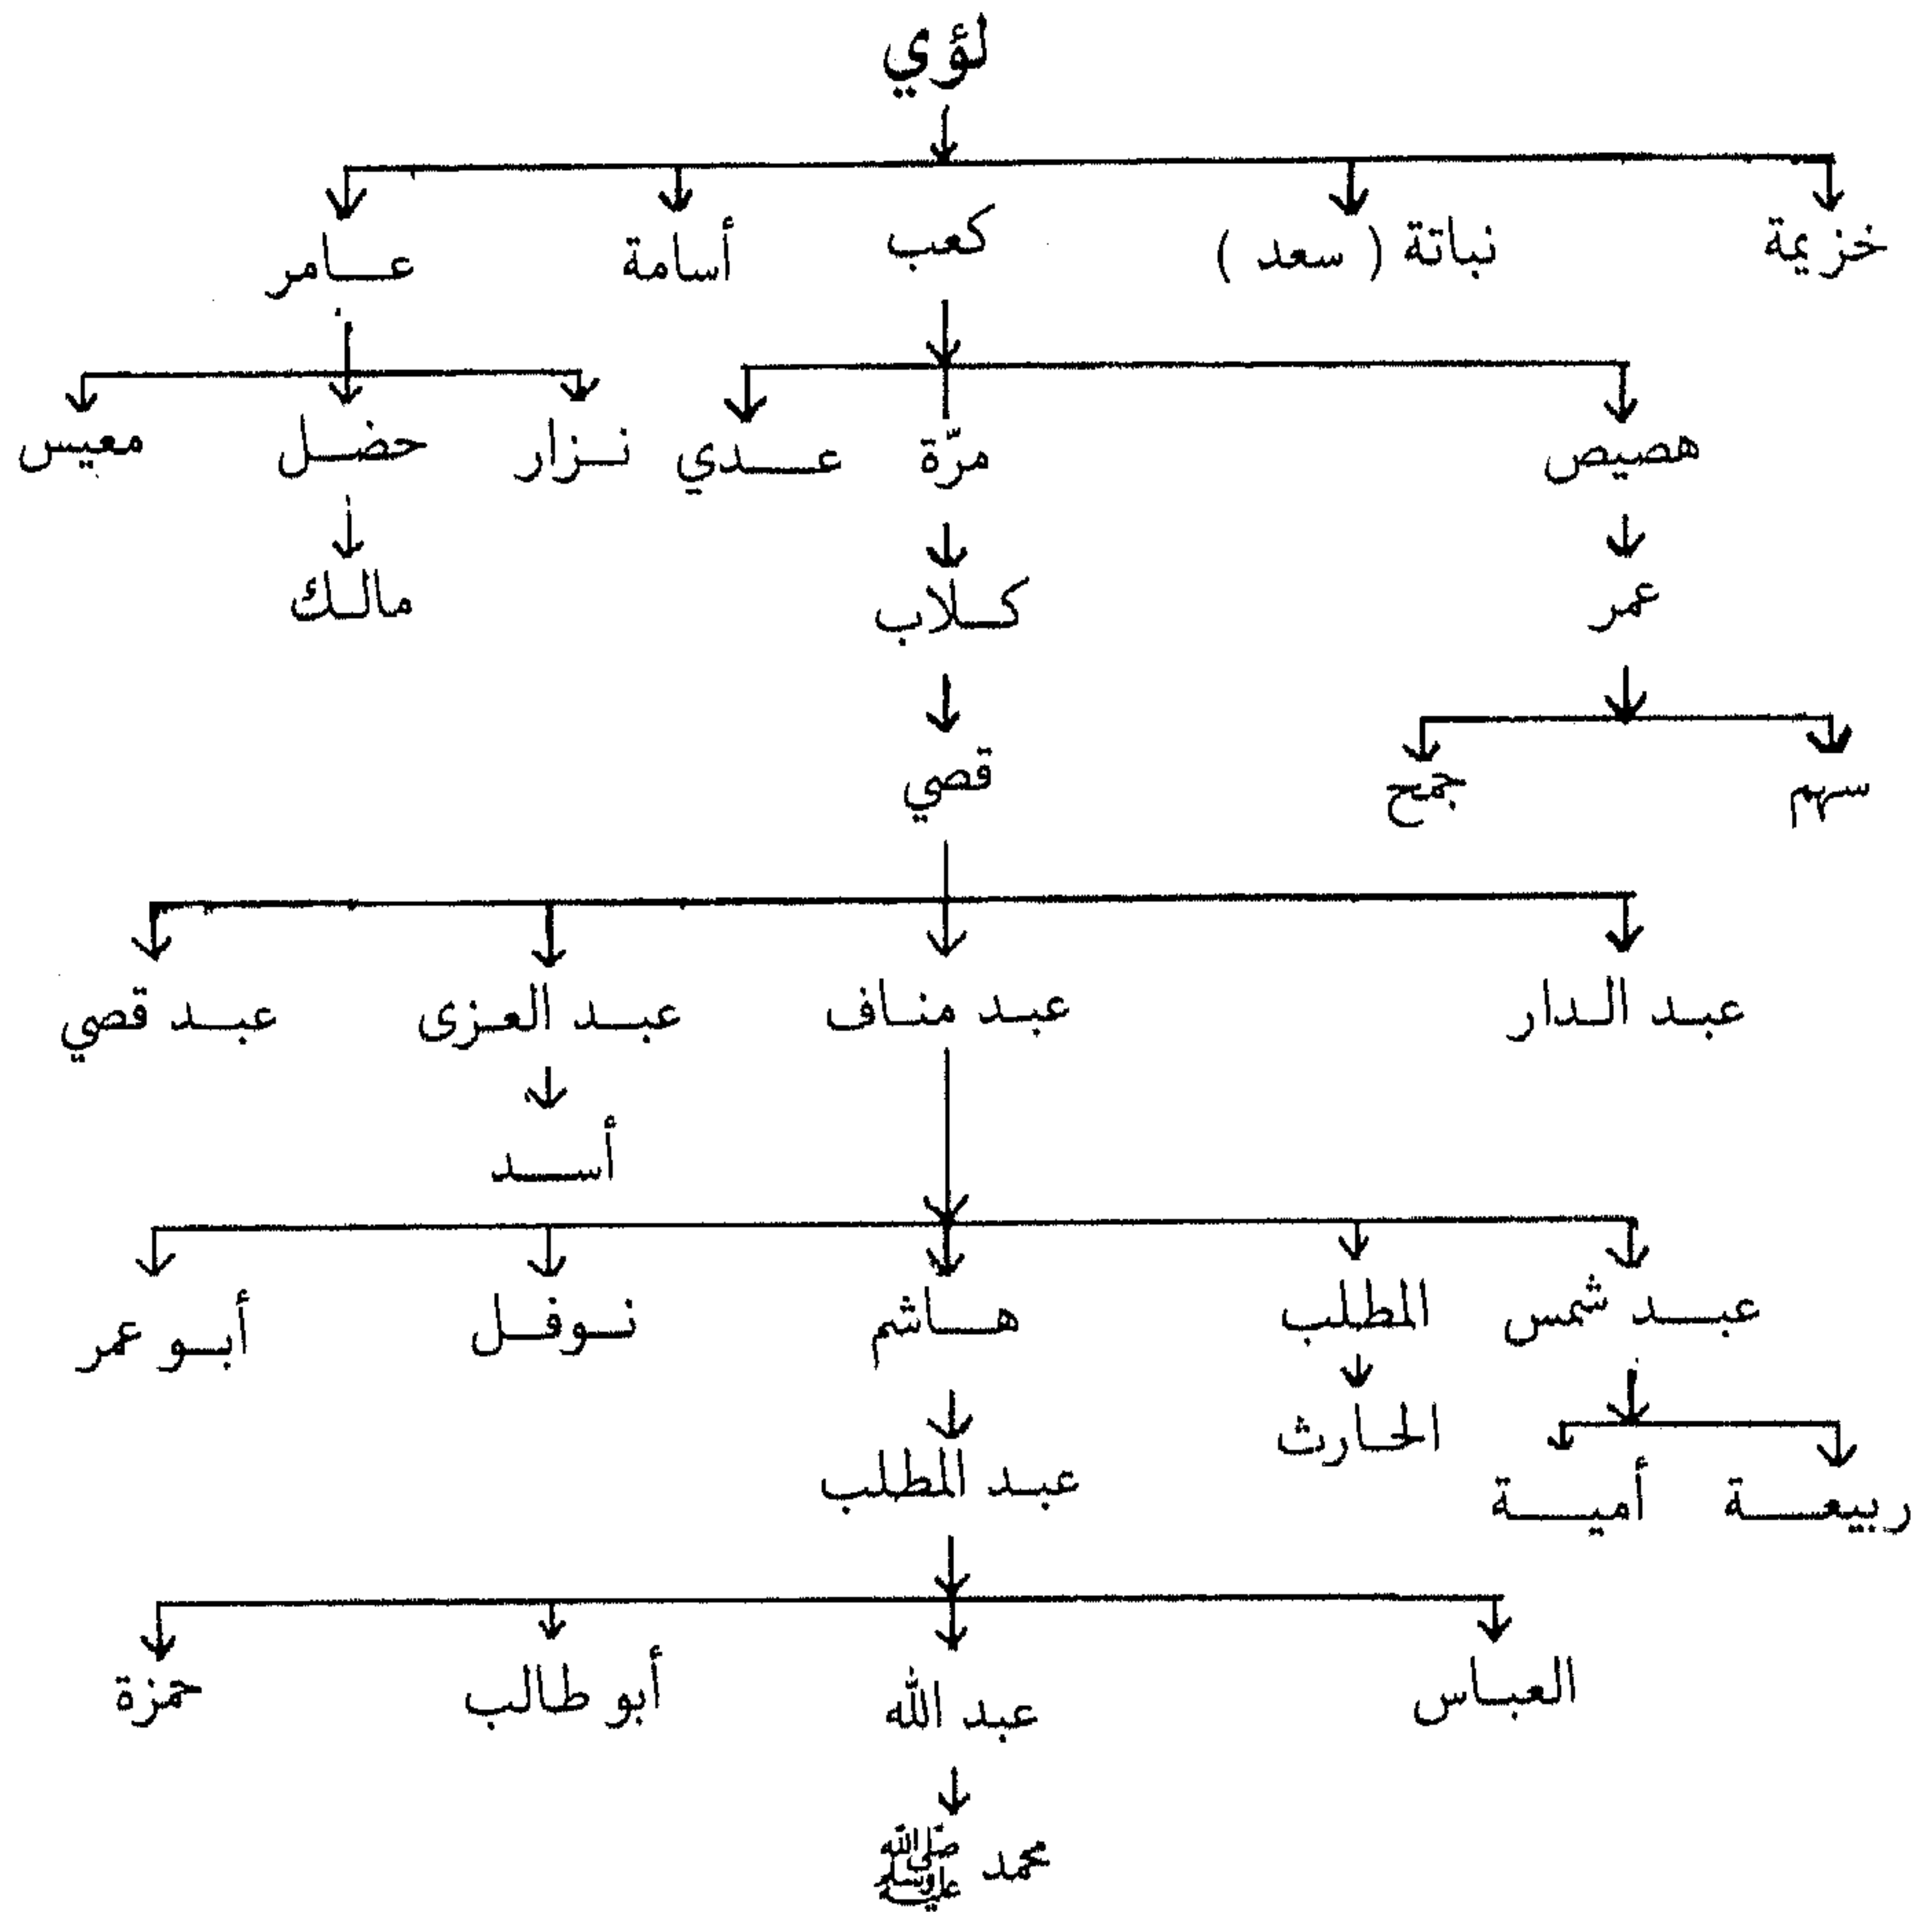 لؤي
خزيمة نباتة ( سعد ) كعب أسامة عامر
هصيص مرّة عدي نزار حضل معيس
عمر كلاب مالك
سهم جمح قصي
عبد الدار عبد مناف عبد العزى عبد قصي
أسد
عبد شمس المطلب هاشم نوفل أبو عمر
ربيعة أمية الحارث عبد المطلب
العباس عبد الله أبو طالب حمزة
محمد ﷺ